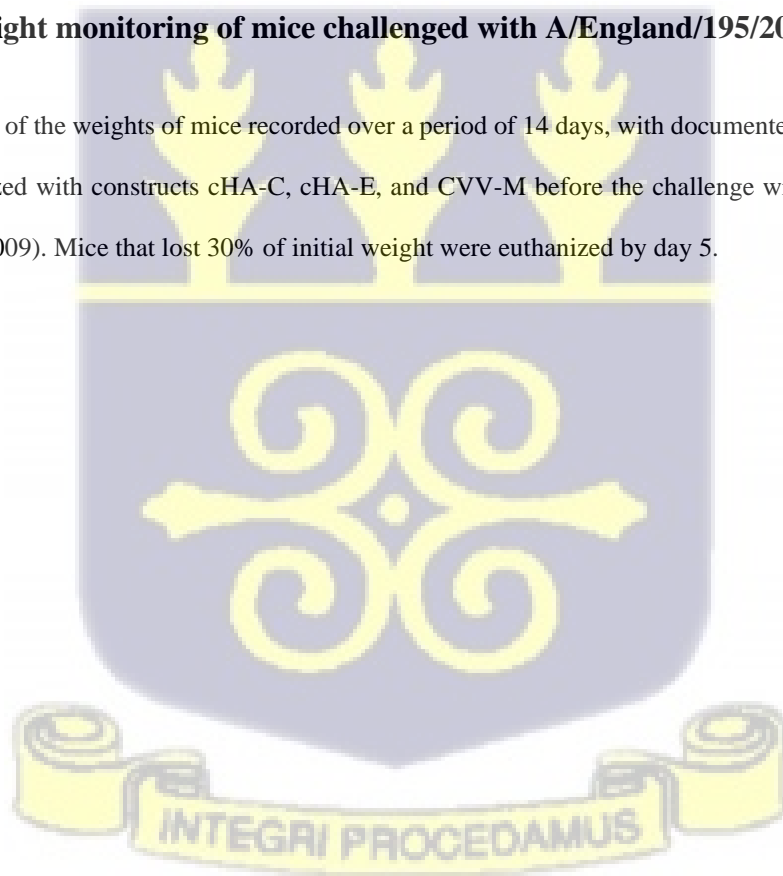 ight monitoring of mice challenged with A/England/195/20
of the weights of mice recorded over a period of 14 days, with documente
zed with constructs cHA-C, cHA-E, and CVV-M before the challenge w
009). Mice that lost 30% of initial weight were euthanized by day 5.
INTEGRI PROCEDAMUS